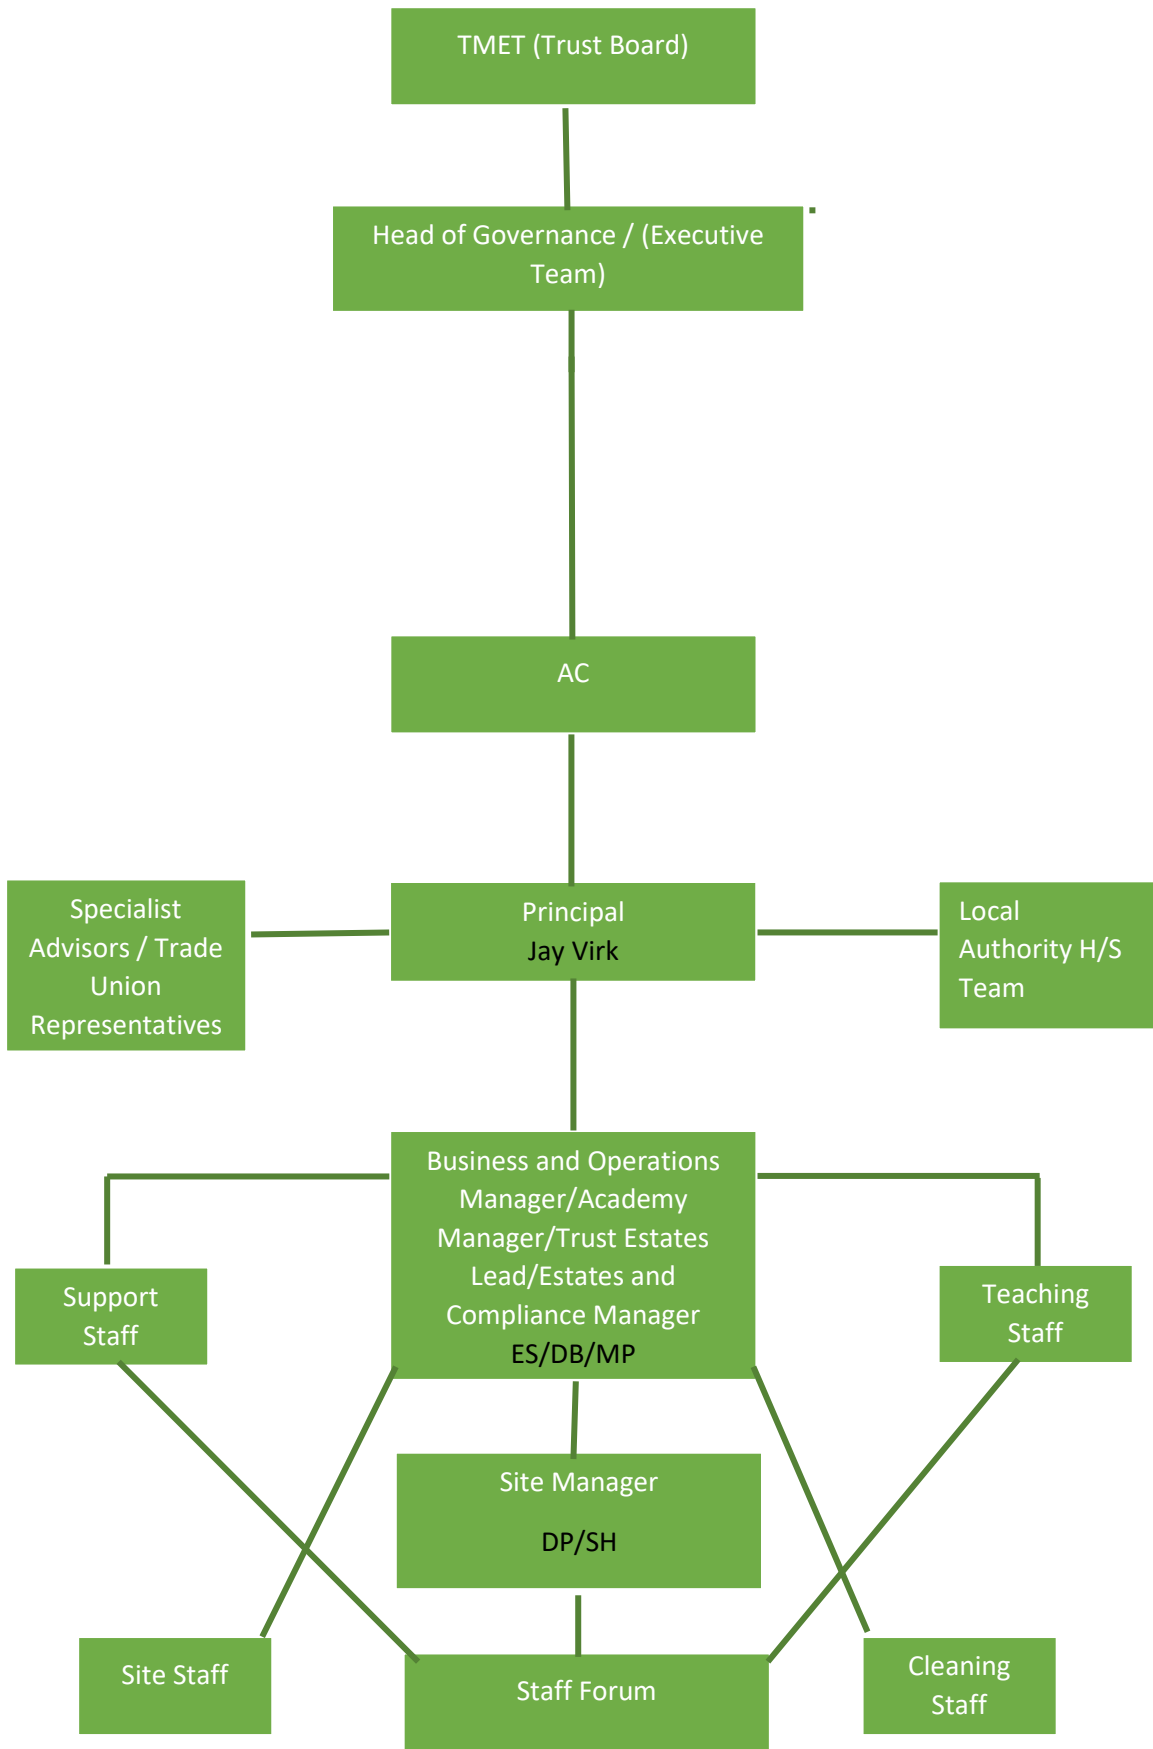 TMET (Trust Board)
Head of Governance / (Executive
Team)
AC
Specialist
Advisors / Trade
Union
Representatives
Principal
Jay Virk
Local
Authority H/S
Team
Business and Operations
Manager/Academy
Manager/Trust Estates
Lead/Estates and
Compliance Manager
ES/DB/MP
Support
Staff
Teaching
Staff
Site Manager
DP/SH
Site Staff
Staff Forum
Cleaning
Staff